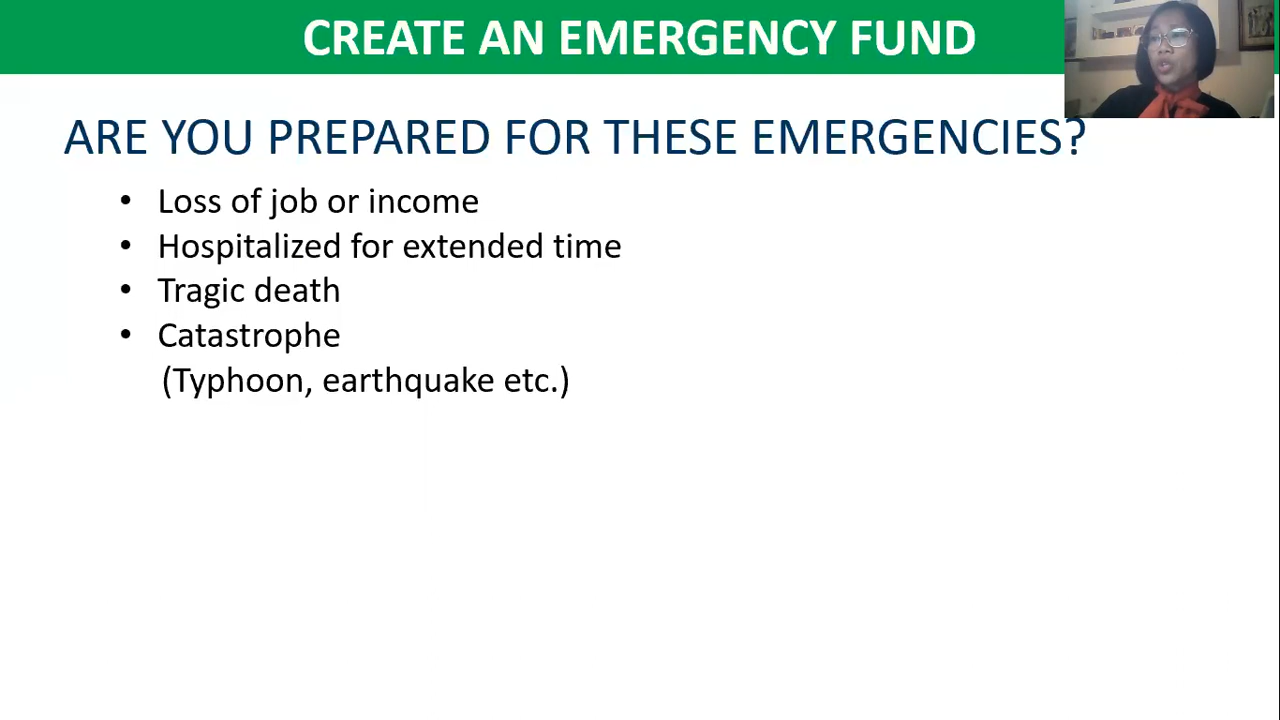 CREATE AN EMERGENCY FUND
ARE YOU PREPARED FOR THESE EMERGENCIES?
• Loss of job or income
• Hospitalized for extended time
• Tragic death
• Catastrophe
(Typhoon, earthquake etc.)